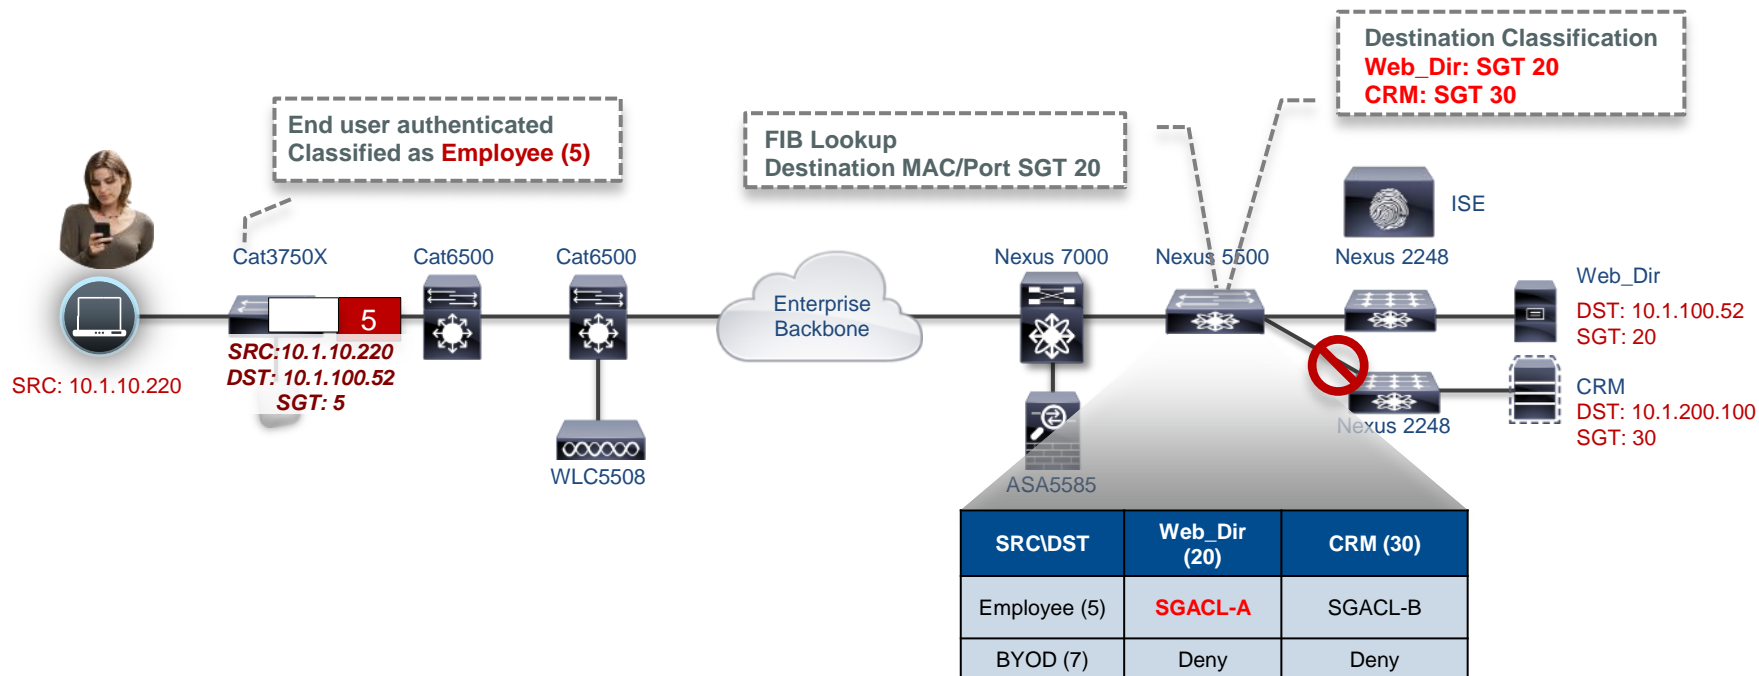 Destination Classification
Web_Dir: SGT 20
CRM: SGT 30
End user authenticated
Classified as Employee (5)
FIB Lookup
Destination MAC/Port SGT 20
ISE
Cat3750X
Cat6500
Cat6500
Nexus 7000
Nexus 5500
Nexus 2248
Web_Dir
DST: 10.1.100.52
SGT: 20
Enterprise
Backbone
5
SRC:10.1.10.220
DST: 10.1.100.52
SGT: 5
SRC: 10.1.10.220
CRM
DST: 10.1.200.100
SGT: 30
Nexus 2248
WLC5508
ASA5585
SRC\DST
Web_Dir
(20)
CRM (30)
Employee (5)
SGACL-A
SGACL-B
BYOD (7)
Deny
Deny